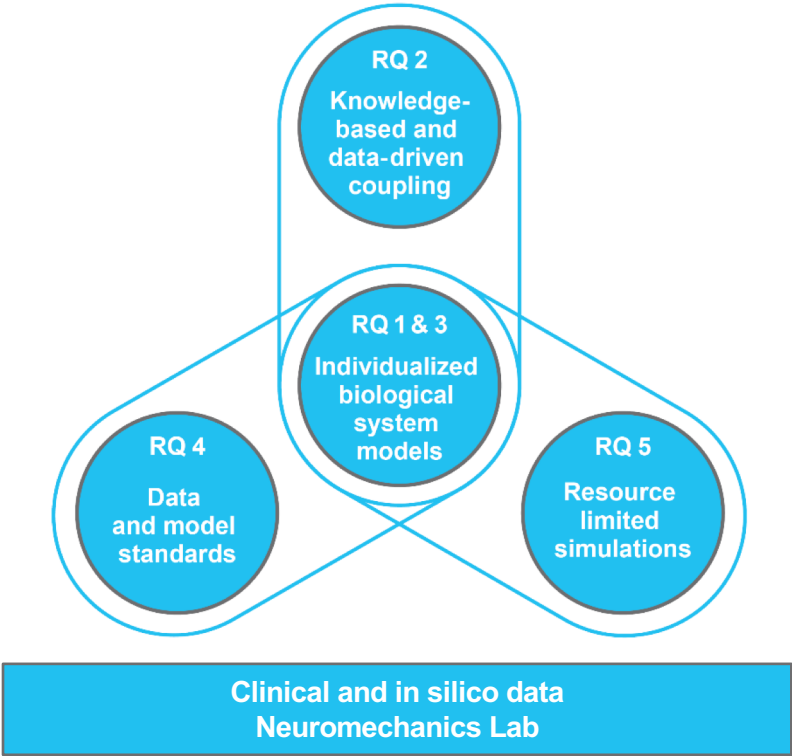 RQ 2
Knowledge-
based and
data-driven
coupling
RQ 1 & 3
Individualized
biological
system
models
RQ 4
Data
and model
standards
RQ 5
Resource
limited
simulations
Clinical and in silico data
Neuromechanics Lab